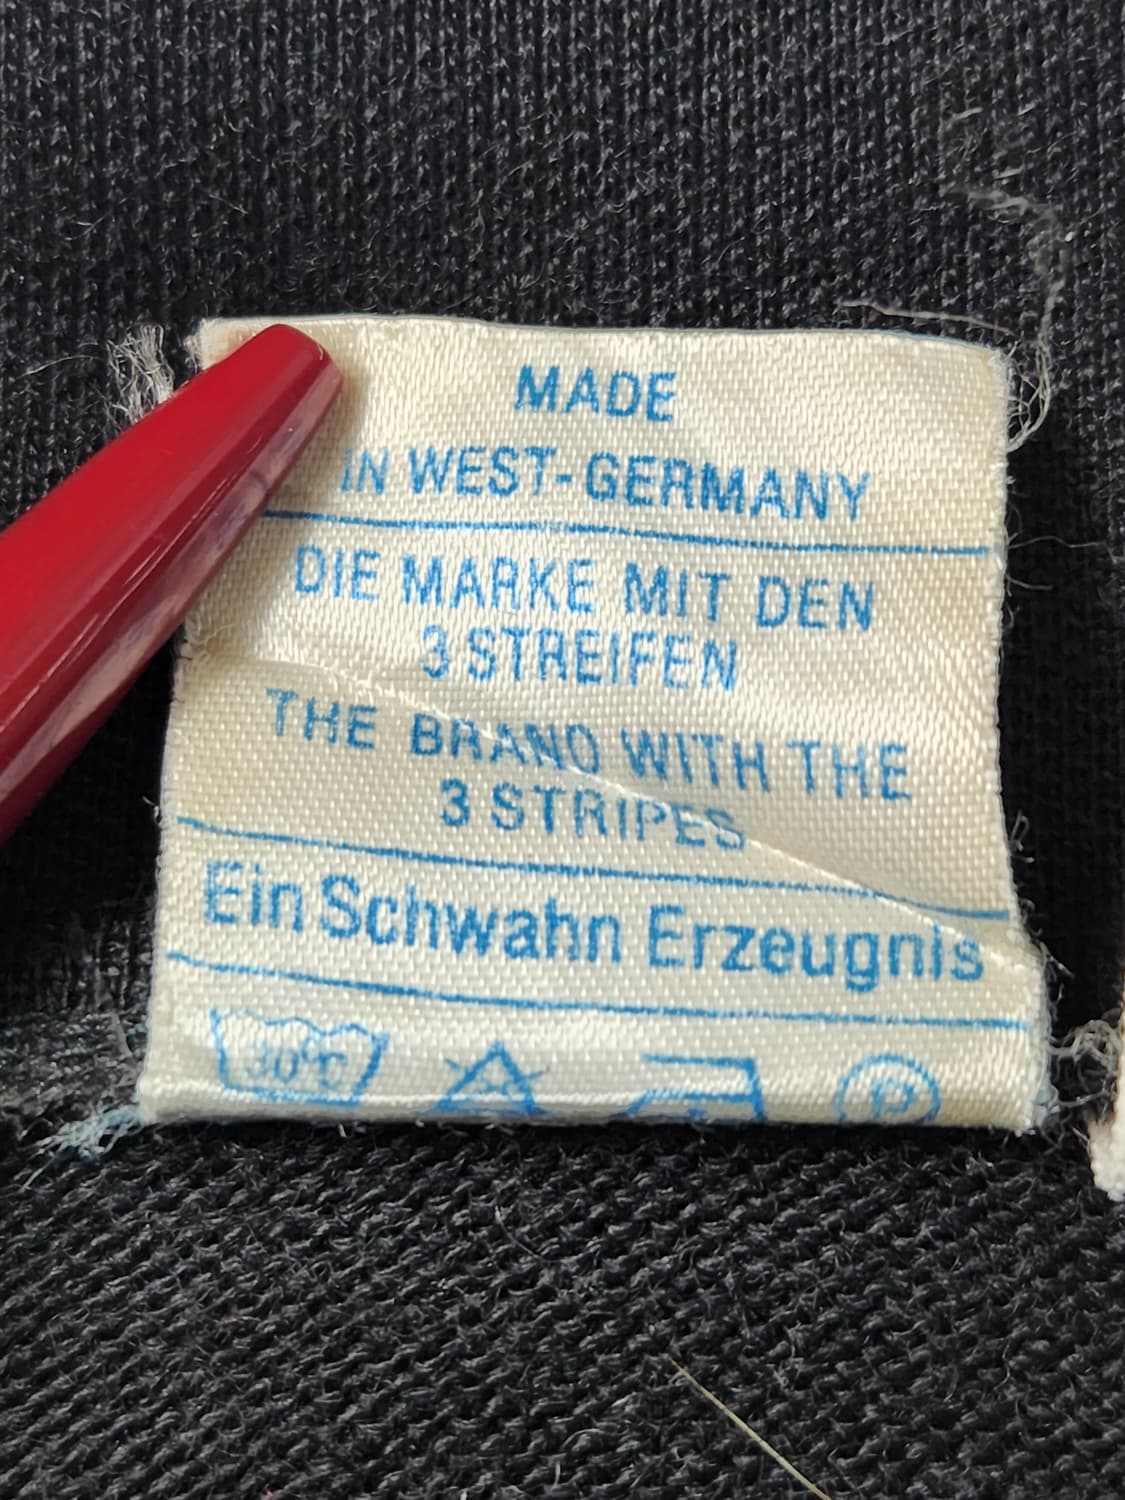 MADE
IN WEST-GERMANY
DIE MARKE MIT DEN
3 STREIFEN
THE BRAND WITH THE
3 STRIPES
Ein Schwahn Erzeugnis
30°C P